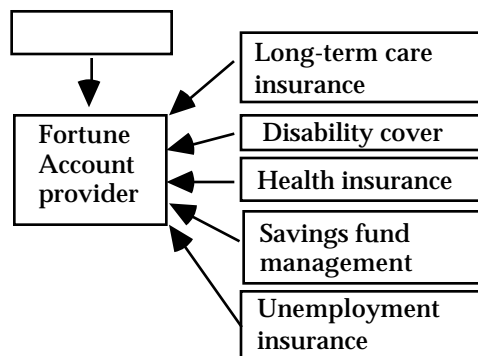 Long-term care
insurance
Fortune
Account
provider
Disability cover
Health insurance
Savings fund
management
Unemployment
insurance